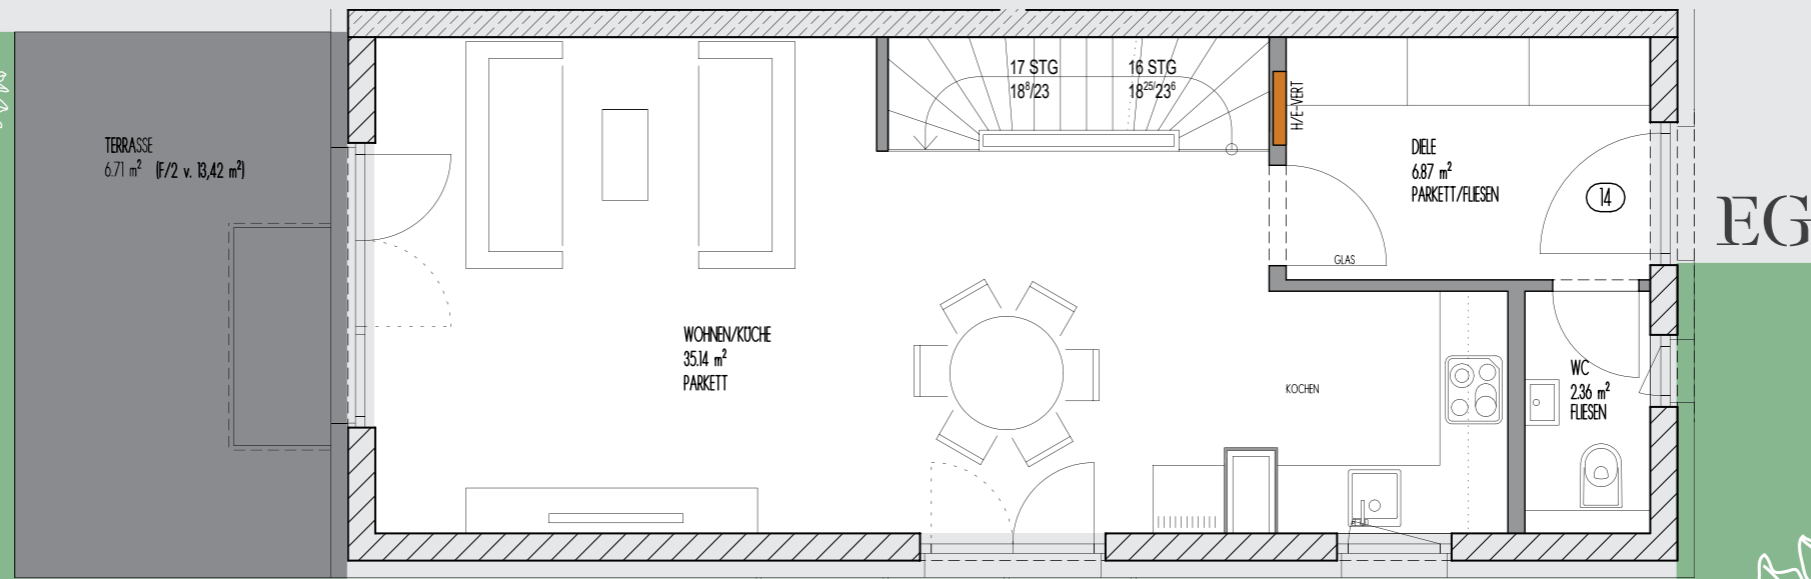 17 STG
18⁸/23
16 STG
18²⁵/23⁶
H/E-VERT
TERRASSE
6.71 m² (F/2 v. 13,42 m²)
DIELE
6.87 m²
PARKETT/FLIESEN
14
EG
GLAS
WOHNEN/KÜCHE
35.14 m²
PARKETT
KOCHEN
WC
2.36 m²
FLIESEN